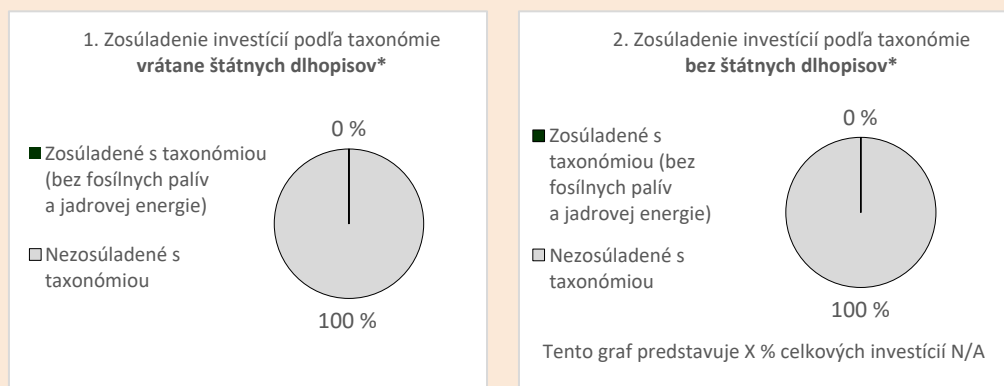 1. Zosúladenie investícií podľa taxonómie
vrátane štátnych dlhopisov*
0 %
Zosúladené s taxonómiou
(bez fosílnych palív
a jadrovej energie)
Nezosúladené s
taxonómiou
100 %
2. Zosúladenie investícií podľa taxonómie
bez štátnych dlhopisov*
0 %
Zosúladené s
taxonómiou (bez
fosílnych palív
a jadrovej energie)
Nezosúladené s
taxonómiou
100 %
Tento graf predstavuje X % celkových investícií N/A